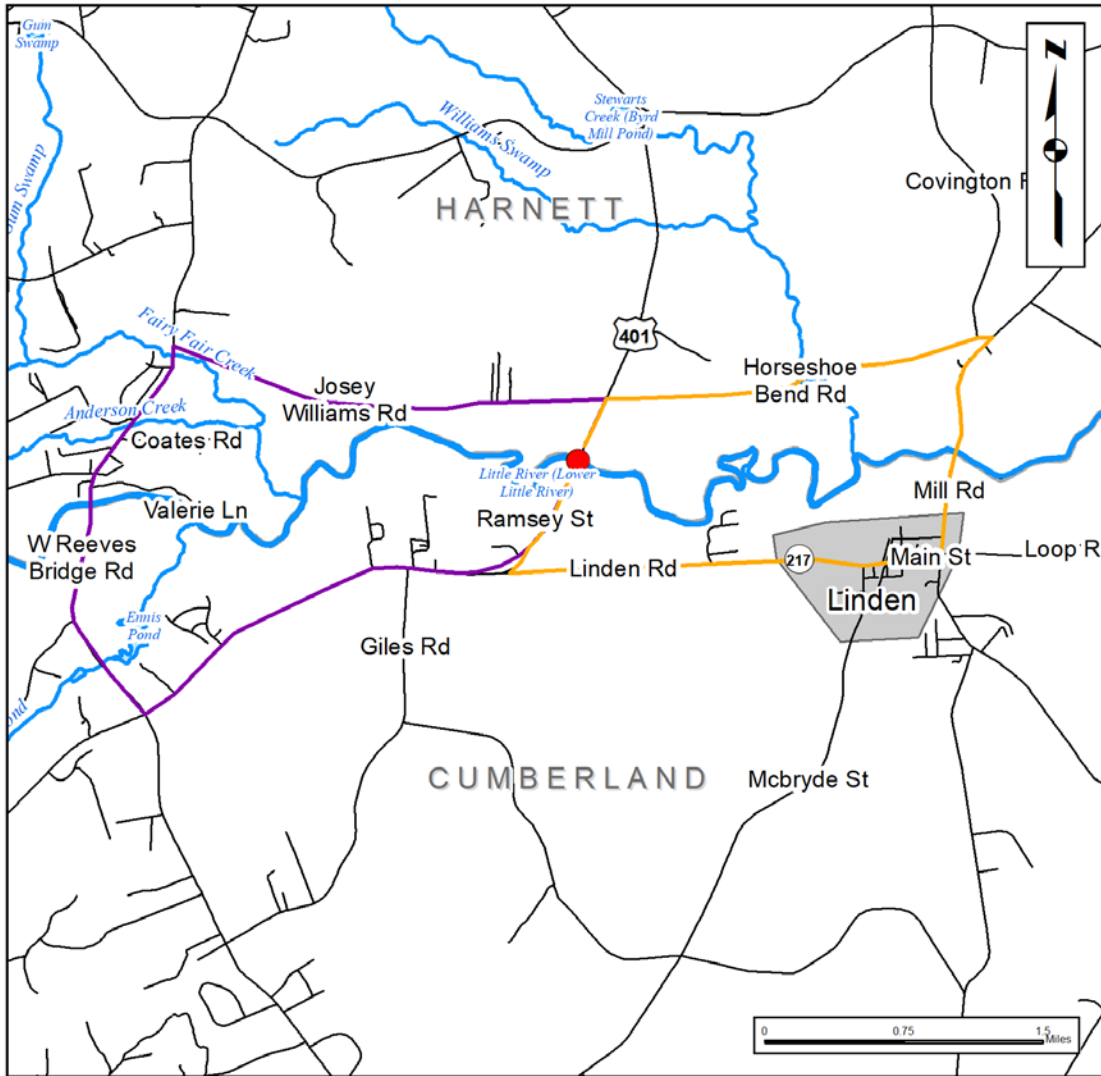 Gum
Swamp
Stewarts
Creek (Byrd
Mill Pond)
N
Williams Swamp
Covington R
Gum Swamp
HARNETT
Fairy Fair Creek
401
Josey
Williams Rd
Horseshoe
Bend Rd
Anderson Creek
Coates Rd
Little River (Lower
Little River)
Mill Rd
Valerie Ln
Ramsey St
W Reeves
Bridge Rd
Linden Rd
217
Main St
Loop R
Linden
Ennis
Pond
Giles Rd
ond
CUMBERLAND
Mcbryde St
0 0.75 1.5
Miles